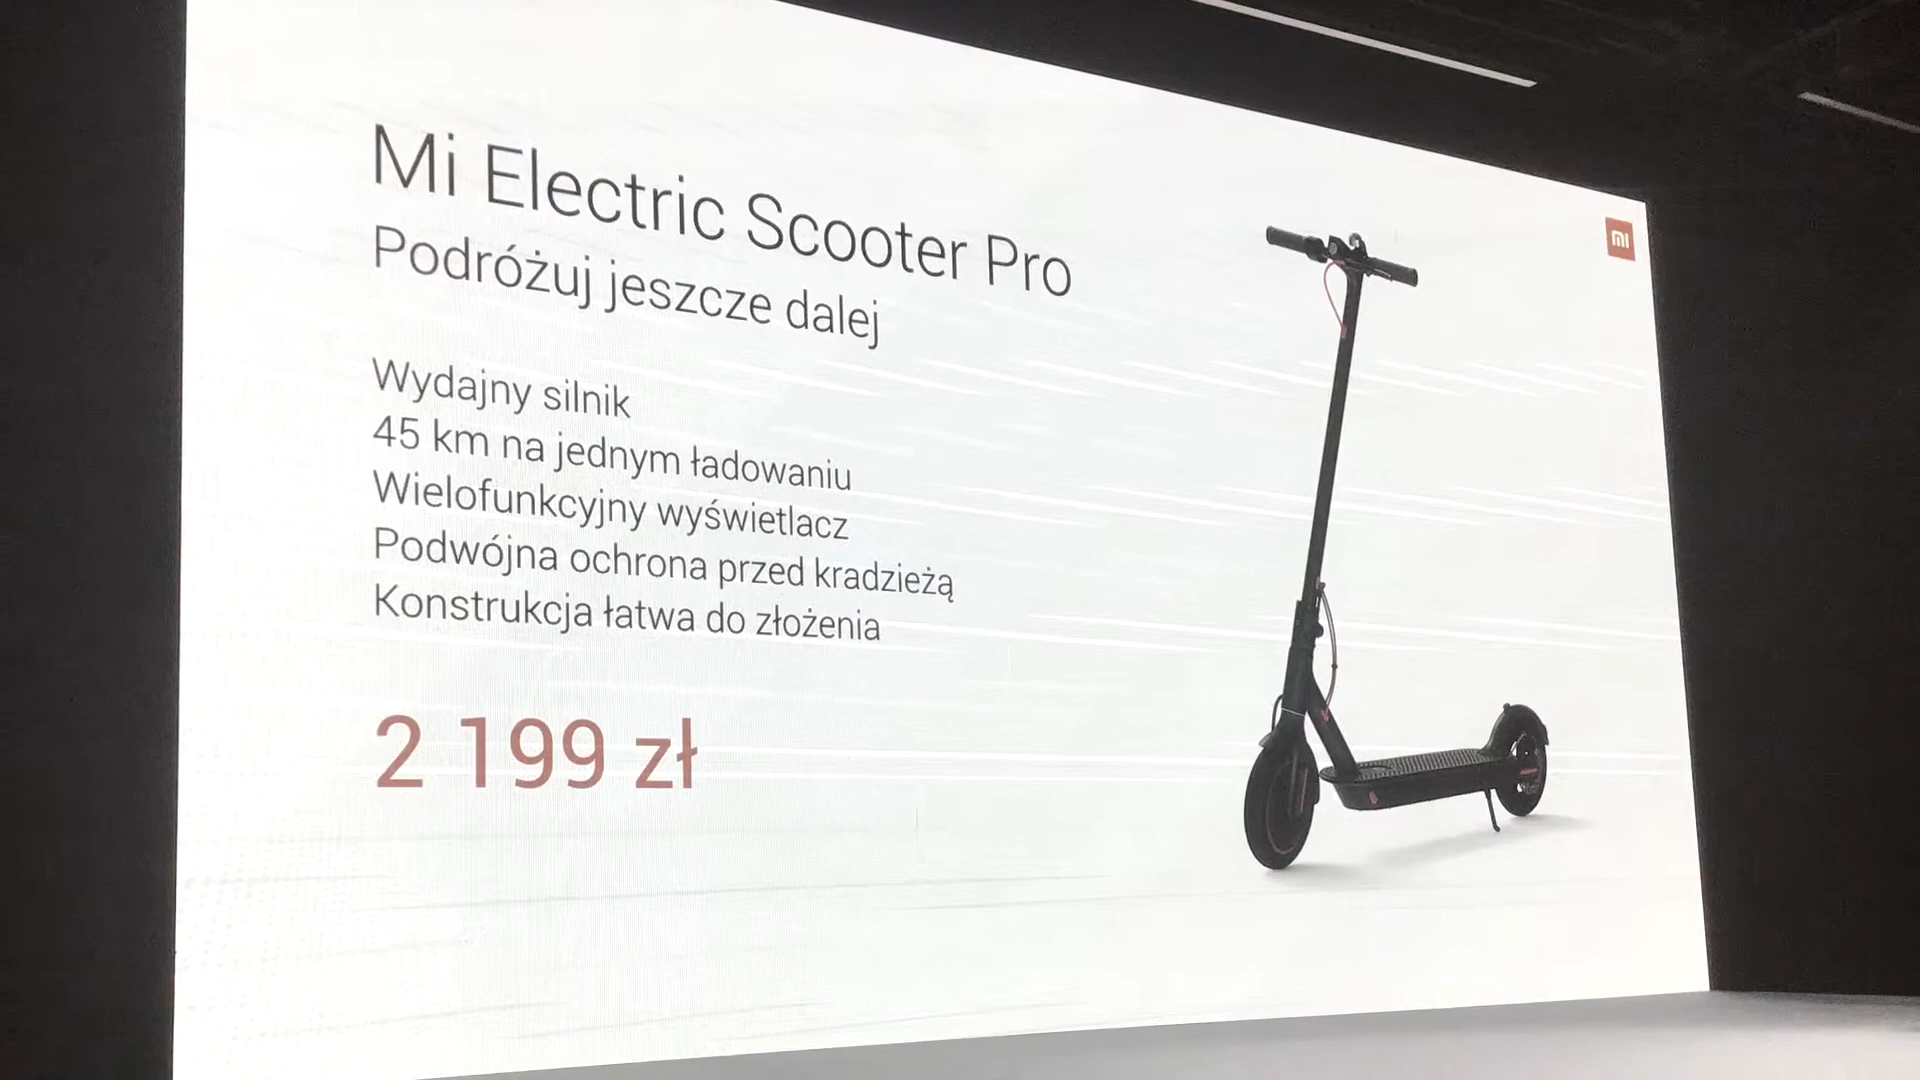 Mi Electric Scooter Pro
Podróżuj jeszcze dalej
Wydajny silnik
45 km na jednym ładowaniu
Wielofunkcyjny wyświetlacz
Podwójna ochrona przed kradzieżą
Konstrukcja łatwa do złożenia
2 199 zł
mi